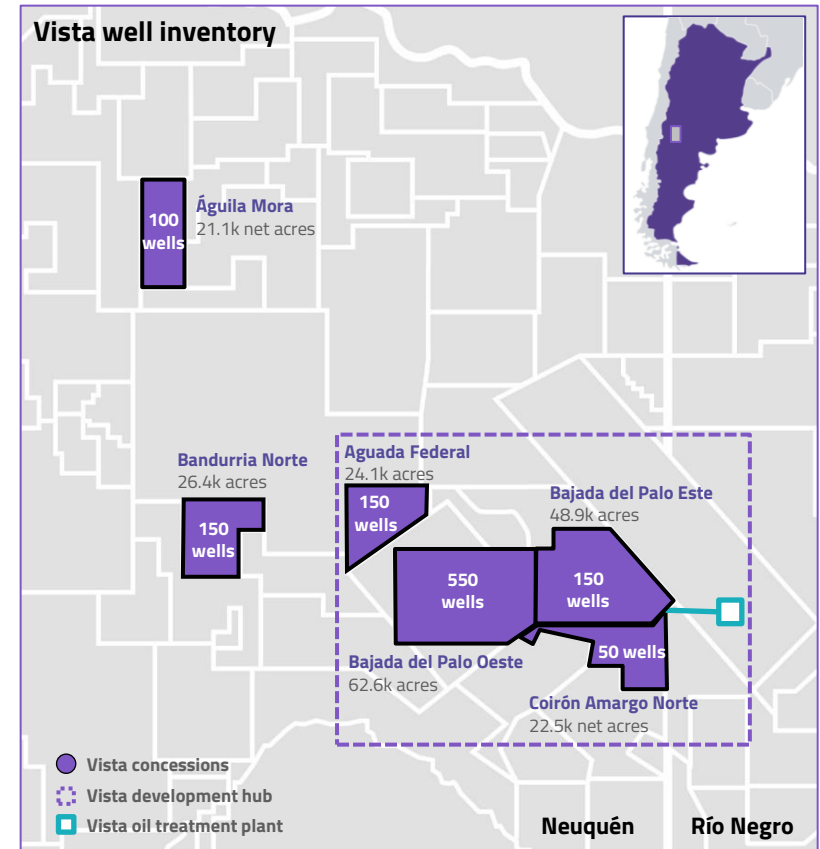 Vista well inventory
100
wells
Águila Mora
21.1k net acres
Bandurria Norte
26.4k acres
150
wells
Aguada Federal
24.1k acres
150
wells
Bajada del Palo Este
48.9k acres
550
wells
150
wells
50 wells
Bajada del Palo Oeste
62.6k acres
Coirón Amargo Norte
22.5k net acres
Vista concessions
Vista development hub
Vista oil treatment plant
Neuquén
Río Negro